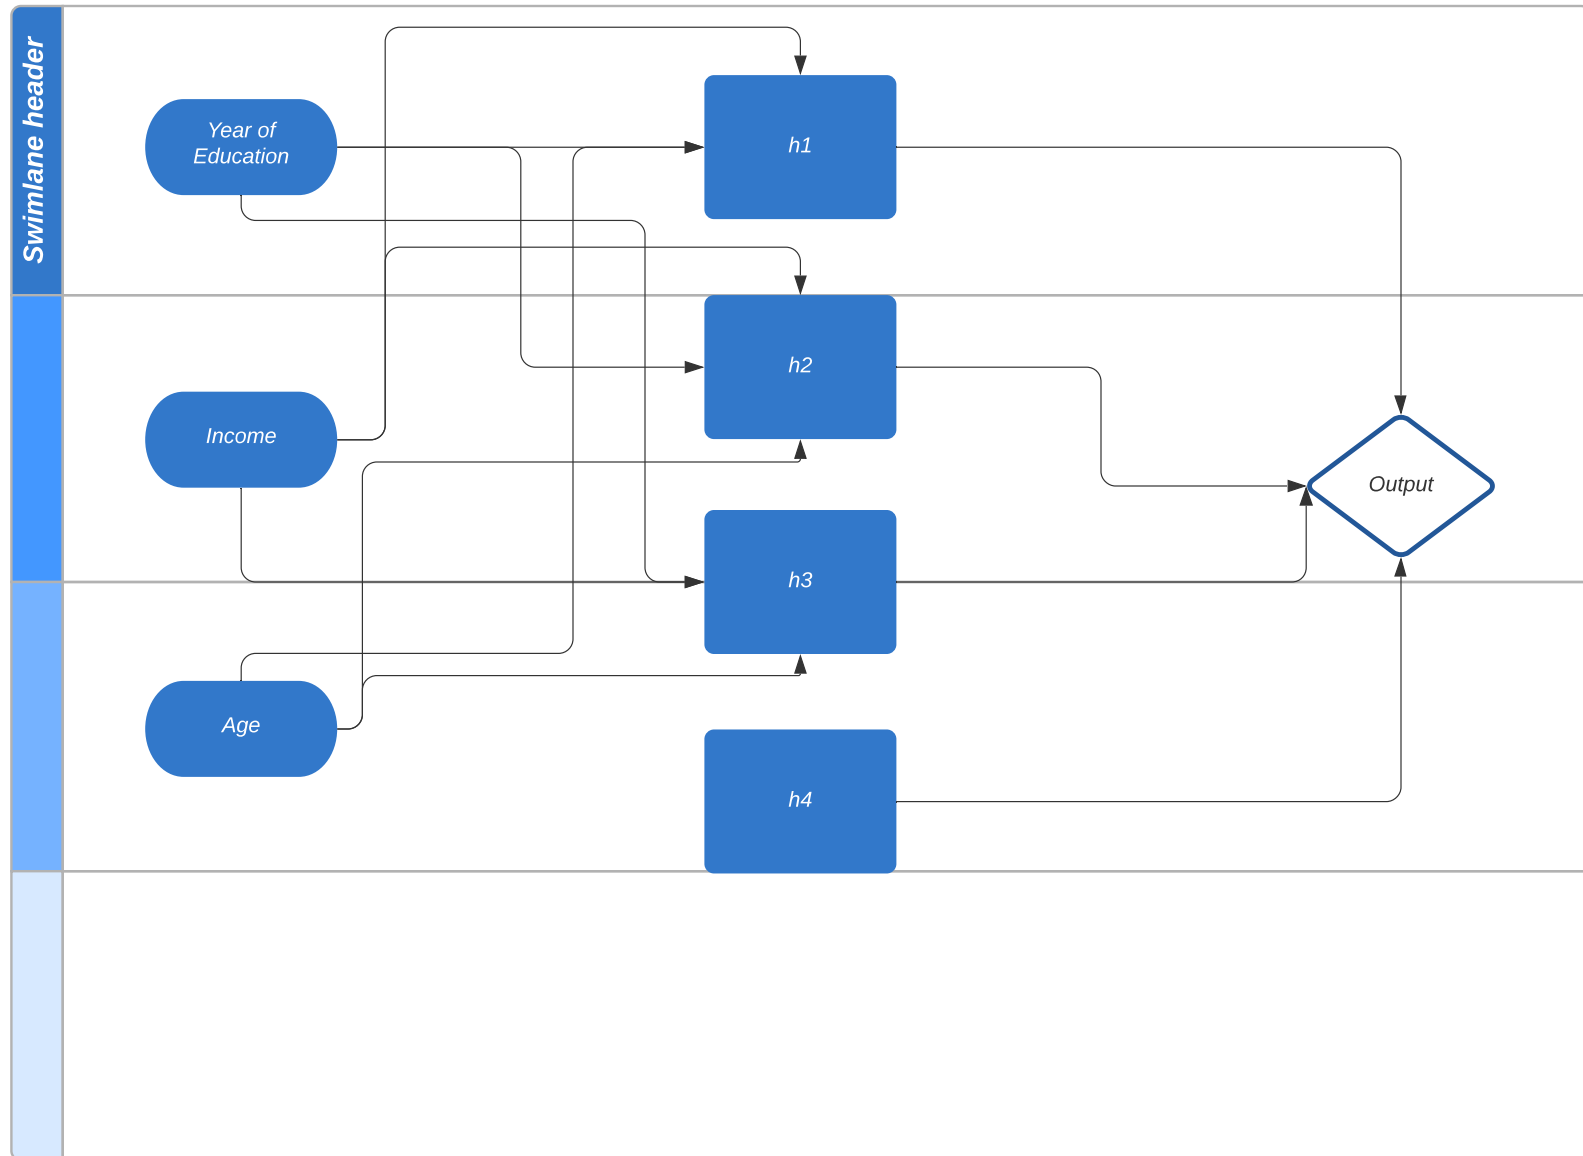 Swimlane header
Year of
Education
h1
h2
Income
Output
h3
Age
h4